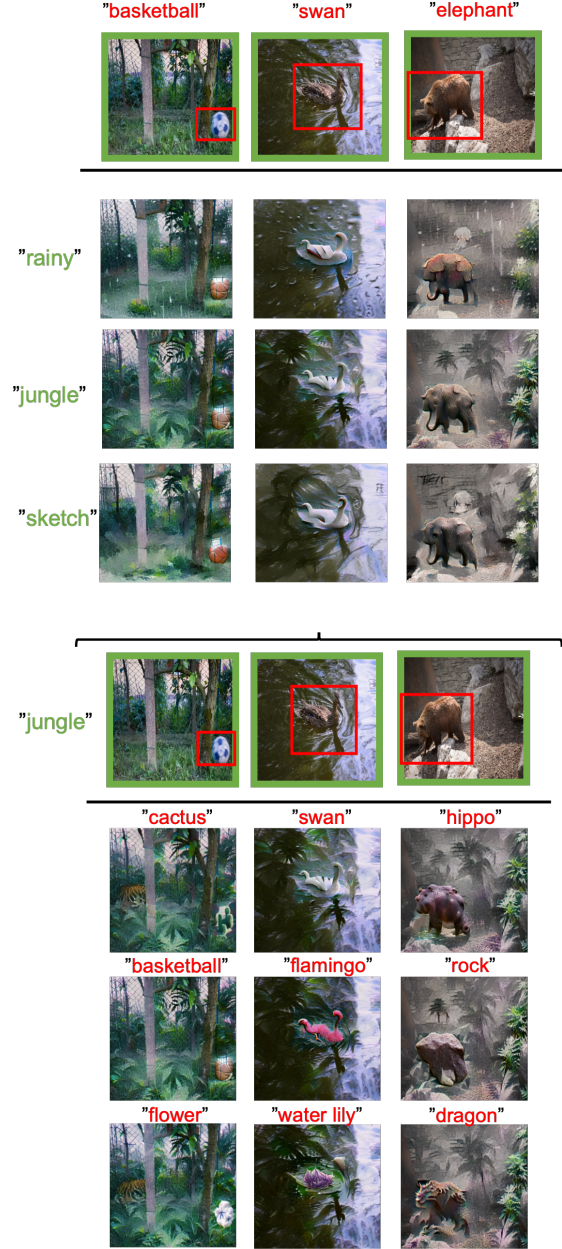 ”basketball” ”swan” ”elephant”
”rainy”
”jungle”
”sketch”
”jungle”
”cactus” ”swan” ”hippo”
”basketball” ”flamingo” ”rock”
”flower” ”water lily” ”dragon”